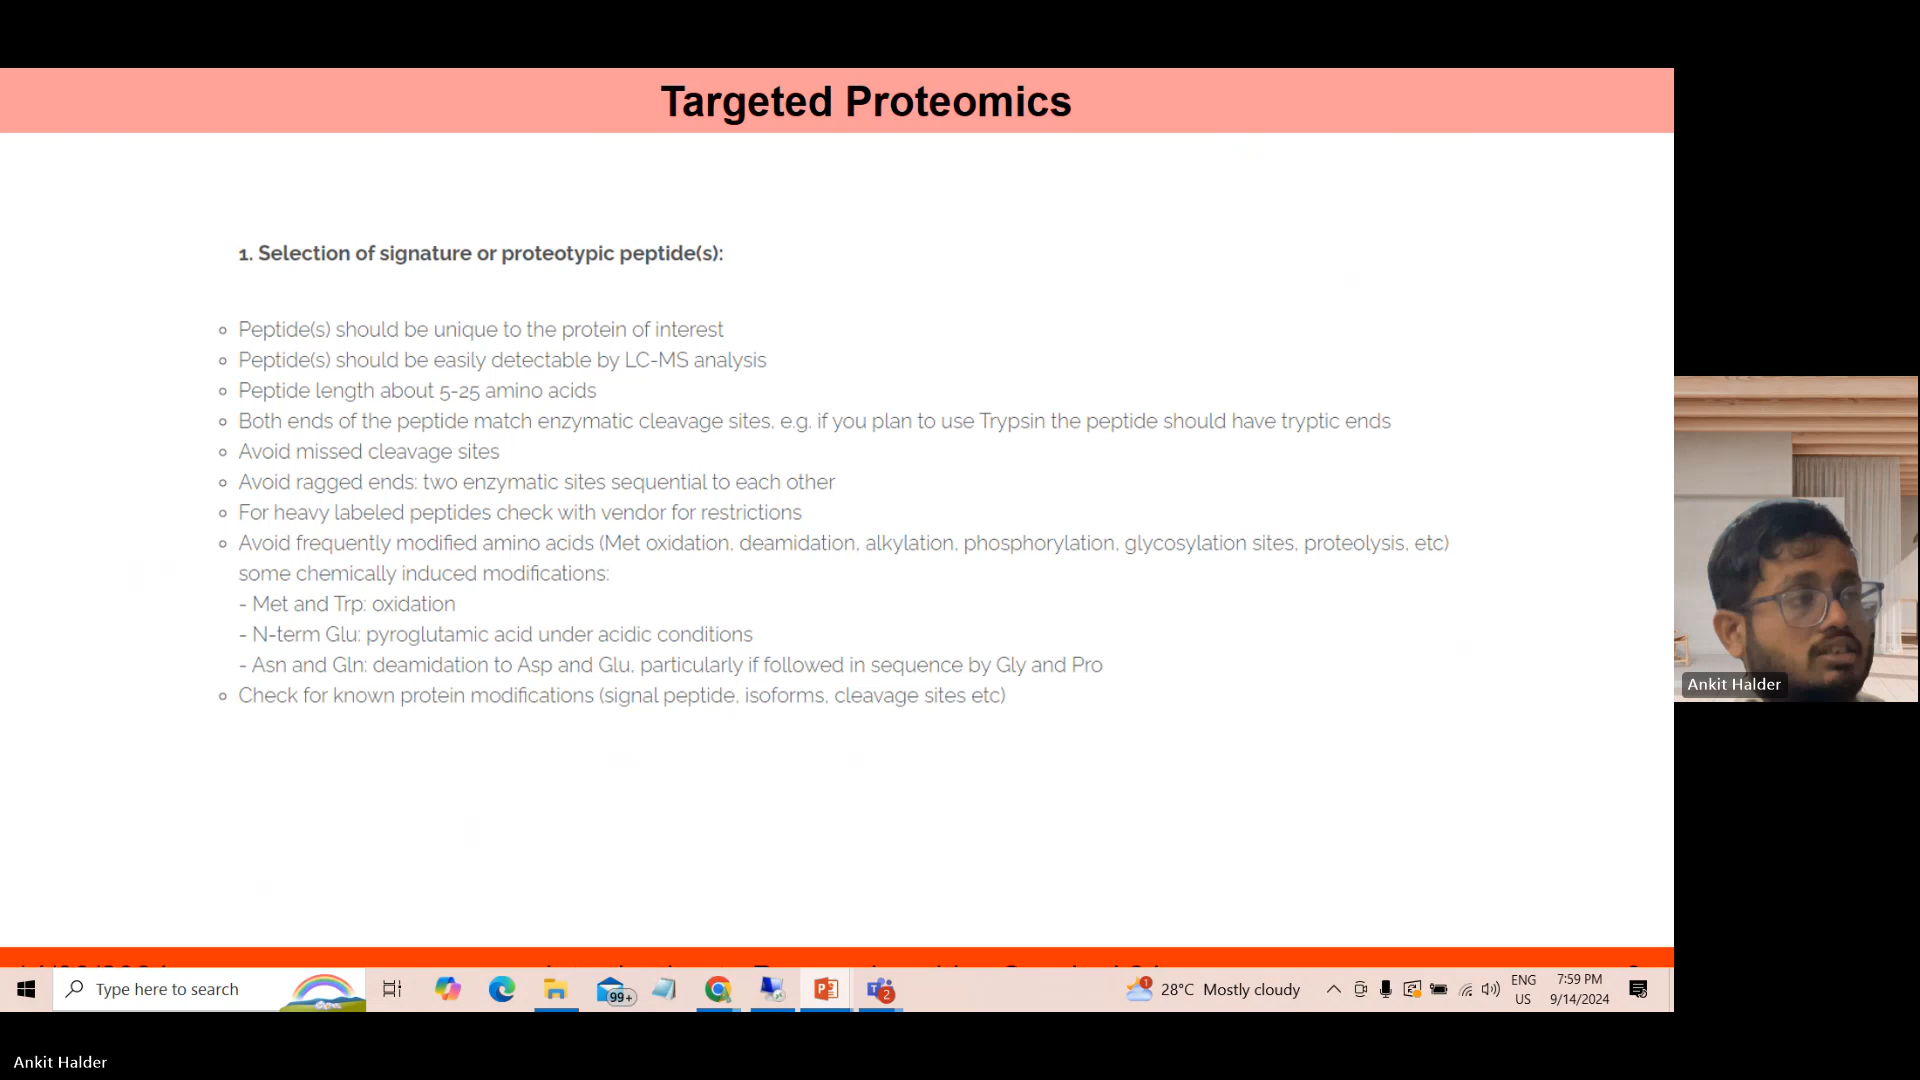 Targeted Proteomics
1. Selection of signature or proteotypic peptide(s):
Peptide(s) should be unique to the protein of interest
Peptide(s) should be easily detectable by LC-MS analysis
Peptide length about 5-25 amino acids
Both ends of the peptide match enzymatic cleavage sites, e.g. if you plan to use Trypsin the peptide should have tryptic ends
Avoid missed cleavage sites
Avoid ragged ends: two enzymatic sites sequential to each other
For heavy labeled peptides check with vendor for restrictions
Avoid frequently modified amino acids (Met oxidation, deamidation, alkylation, phosphorylation, glycosylation sites, proteolysis, etc)
some chemically induced modifications:
- Met and Trp: oxidation
- N-term Glu: pyroglutamic acid under acidic conditions
- Asn and Gln: deamidation to Asp and Glu, particularly if followed in sequence by Gly and Pro
Check for known protein modifications (signal peptide, isoforms, cleavage sites etc)
Ankit Halder
Type here to search
99+
2
1
28°C Mostly cloudy
ENG
US
7:59 PM
9/14/2024
Ankit Halder